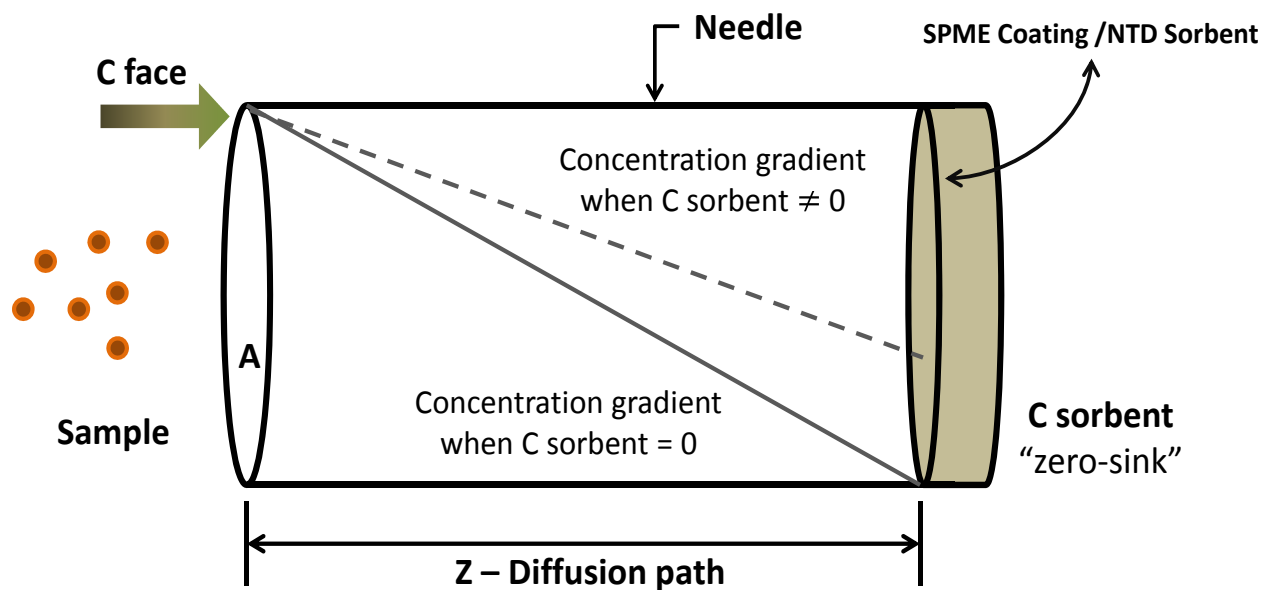 Needle
SPME Coating /NTD Sorbent
C face
Concentration gradient
when C sorbent ≠ 0
A
Concentration gradient
when C sorbent = 0
Sample
C sorbent
“zero-sink”
Z – Diffusion path